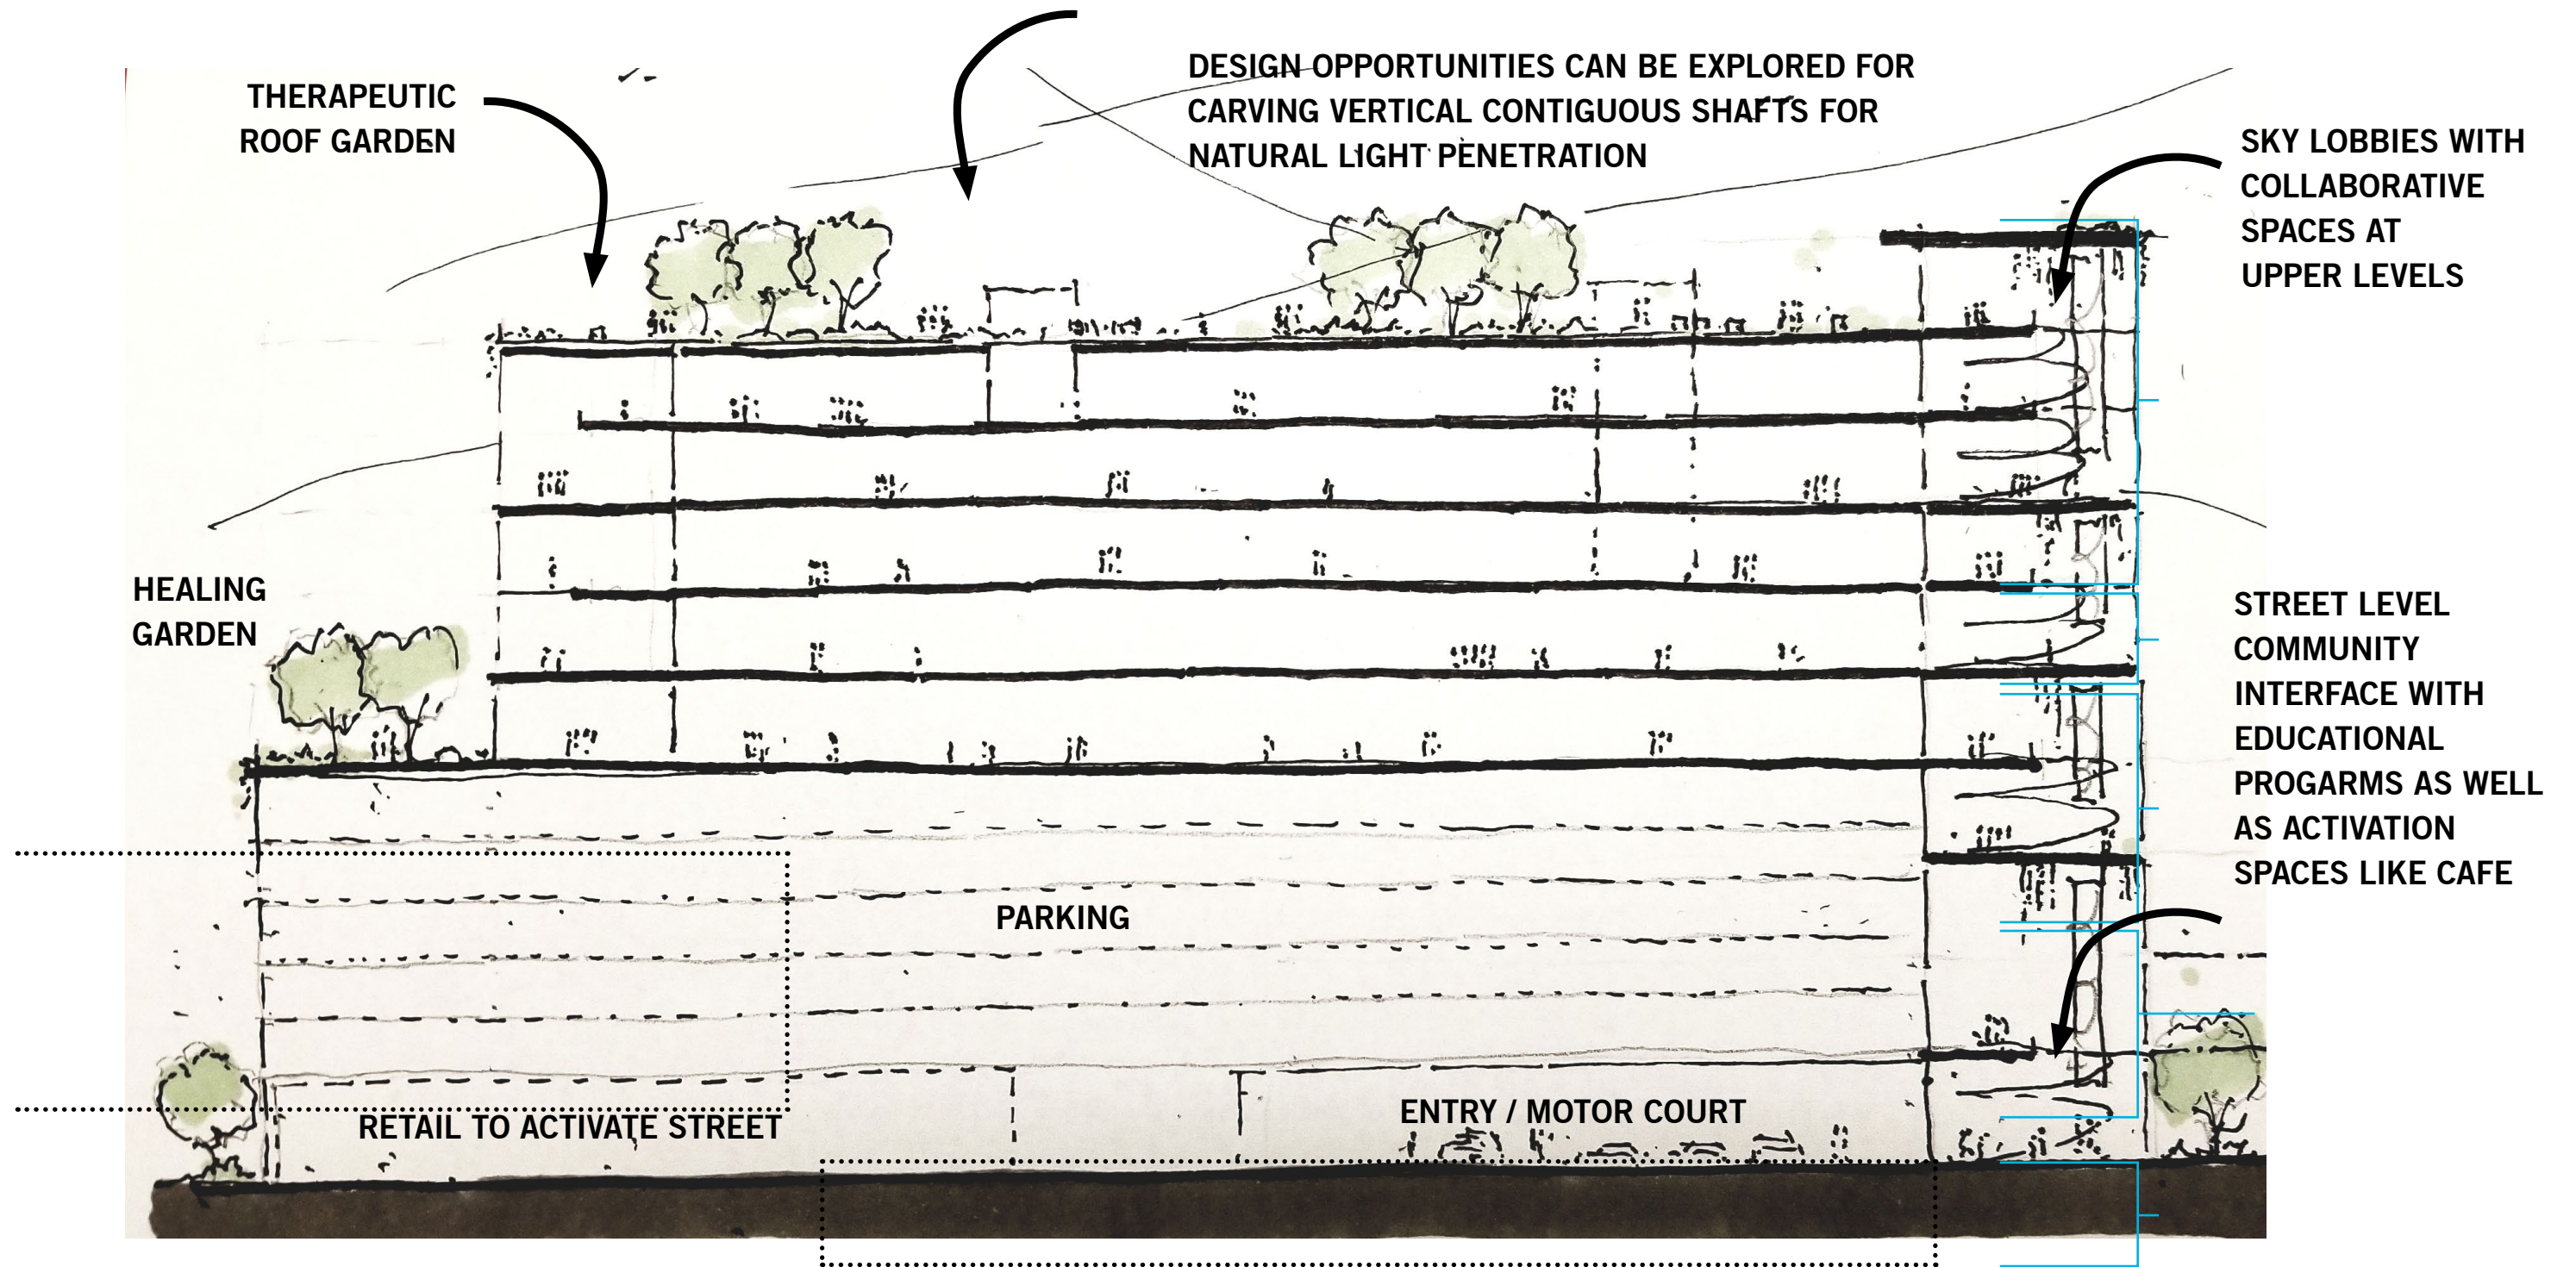 THERAPEUTIC
ROOF GARDEN
DESIGN OPPORTUNITIES CAN BE EXPLORED FOR
CARVING VERTICAL CONTIGUOUS SHAFTS FOR
NATURAL LIGHT PENETRATION
SKY LOBBIES WITH
COLLABORATIVE
SPACES AT
UPPER LEVELS
HEALING
GARDEN
STREET LEVEL
COMMUNITY
INTERFACE WITH
EDUCATIONAL
PROGARMS AS WELL
AS ACTIVATION
SPACES LIKE CAFE
PARKING
RETAIL TO ACTIVATE STREET
ENTRY / MOTOR COURT